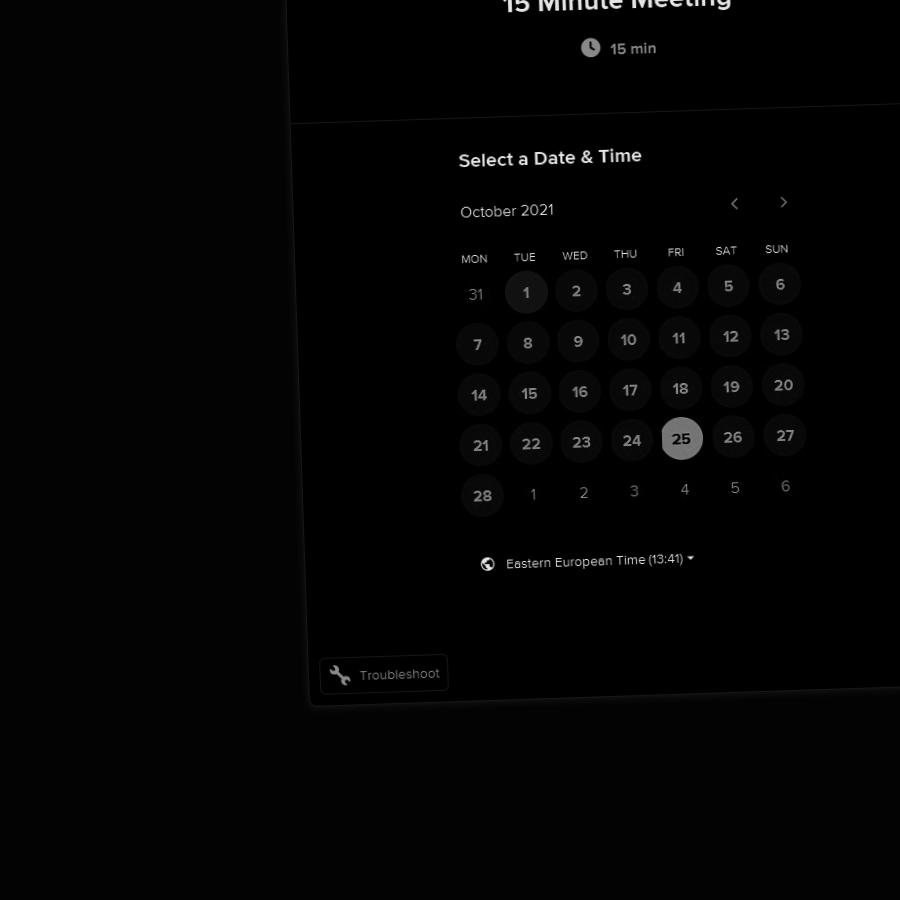 15 Minute Meeting
15 min
Select a Date & Time
October 2021
MON TUE WED THU FRI SAT SUN
31 1 2 3 4 5 6
7 8 9 10 11 12 13
14 15 16 17 18 19 20
21 22 23 24 25 26 27
28 1 2 3 4 5 6
Eastern European Time (13:41)
Troubleshoot